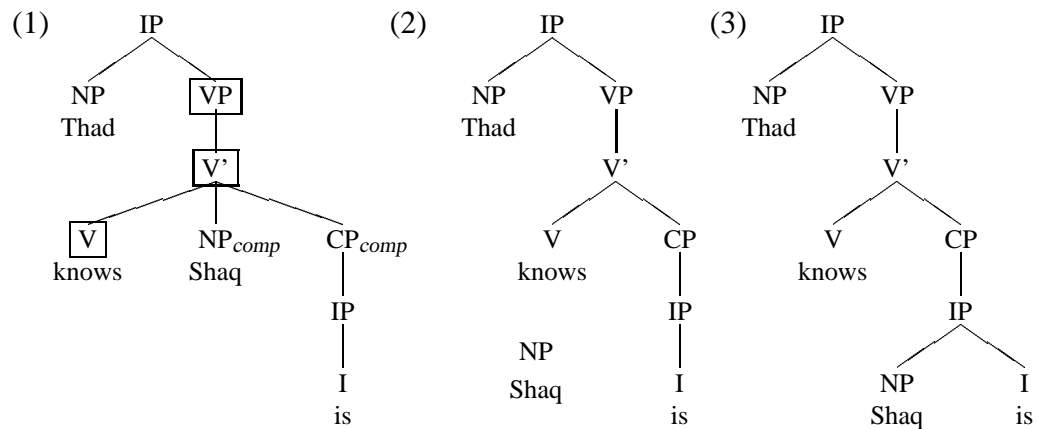 (1) IP (2) IP (3) IP
NP VP NP VP NP VP
Thad Thad Thad
V' V' V'
V NP comp CP comp V CP V CP
knows Shaq knows knows
IP IP IP
NP
I Shaq I NP I
is is Shaq is